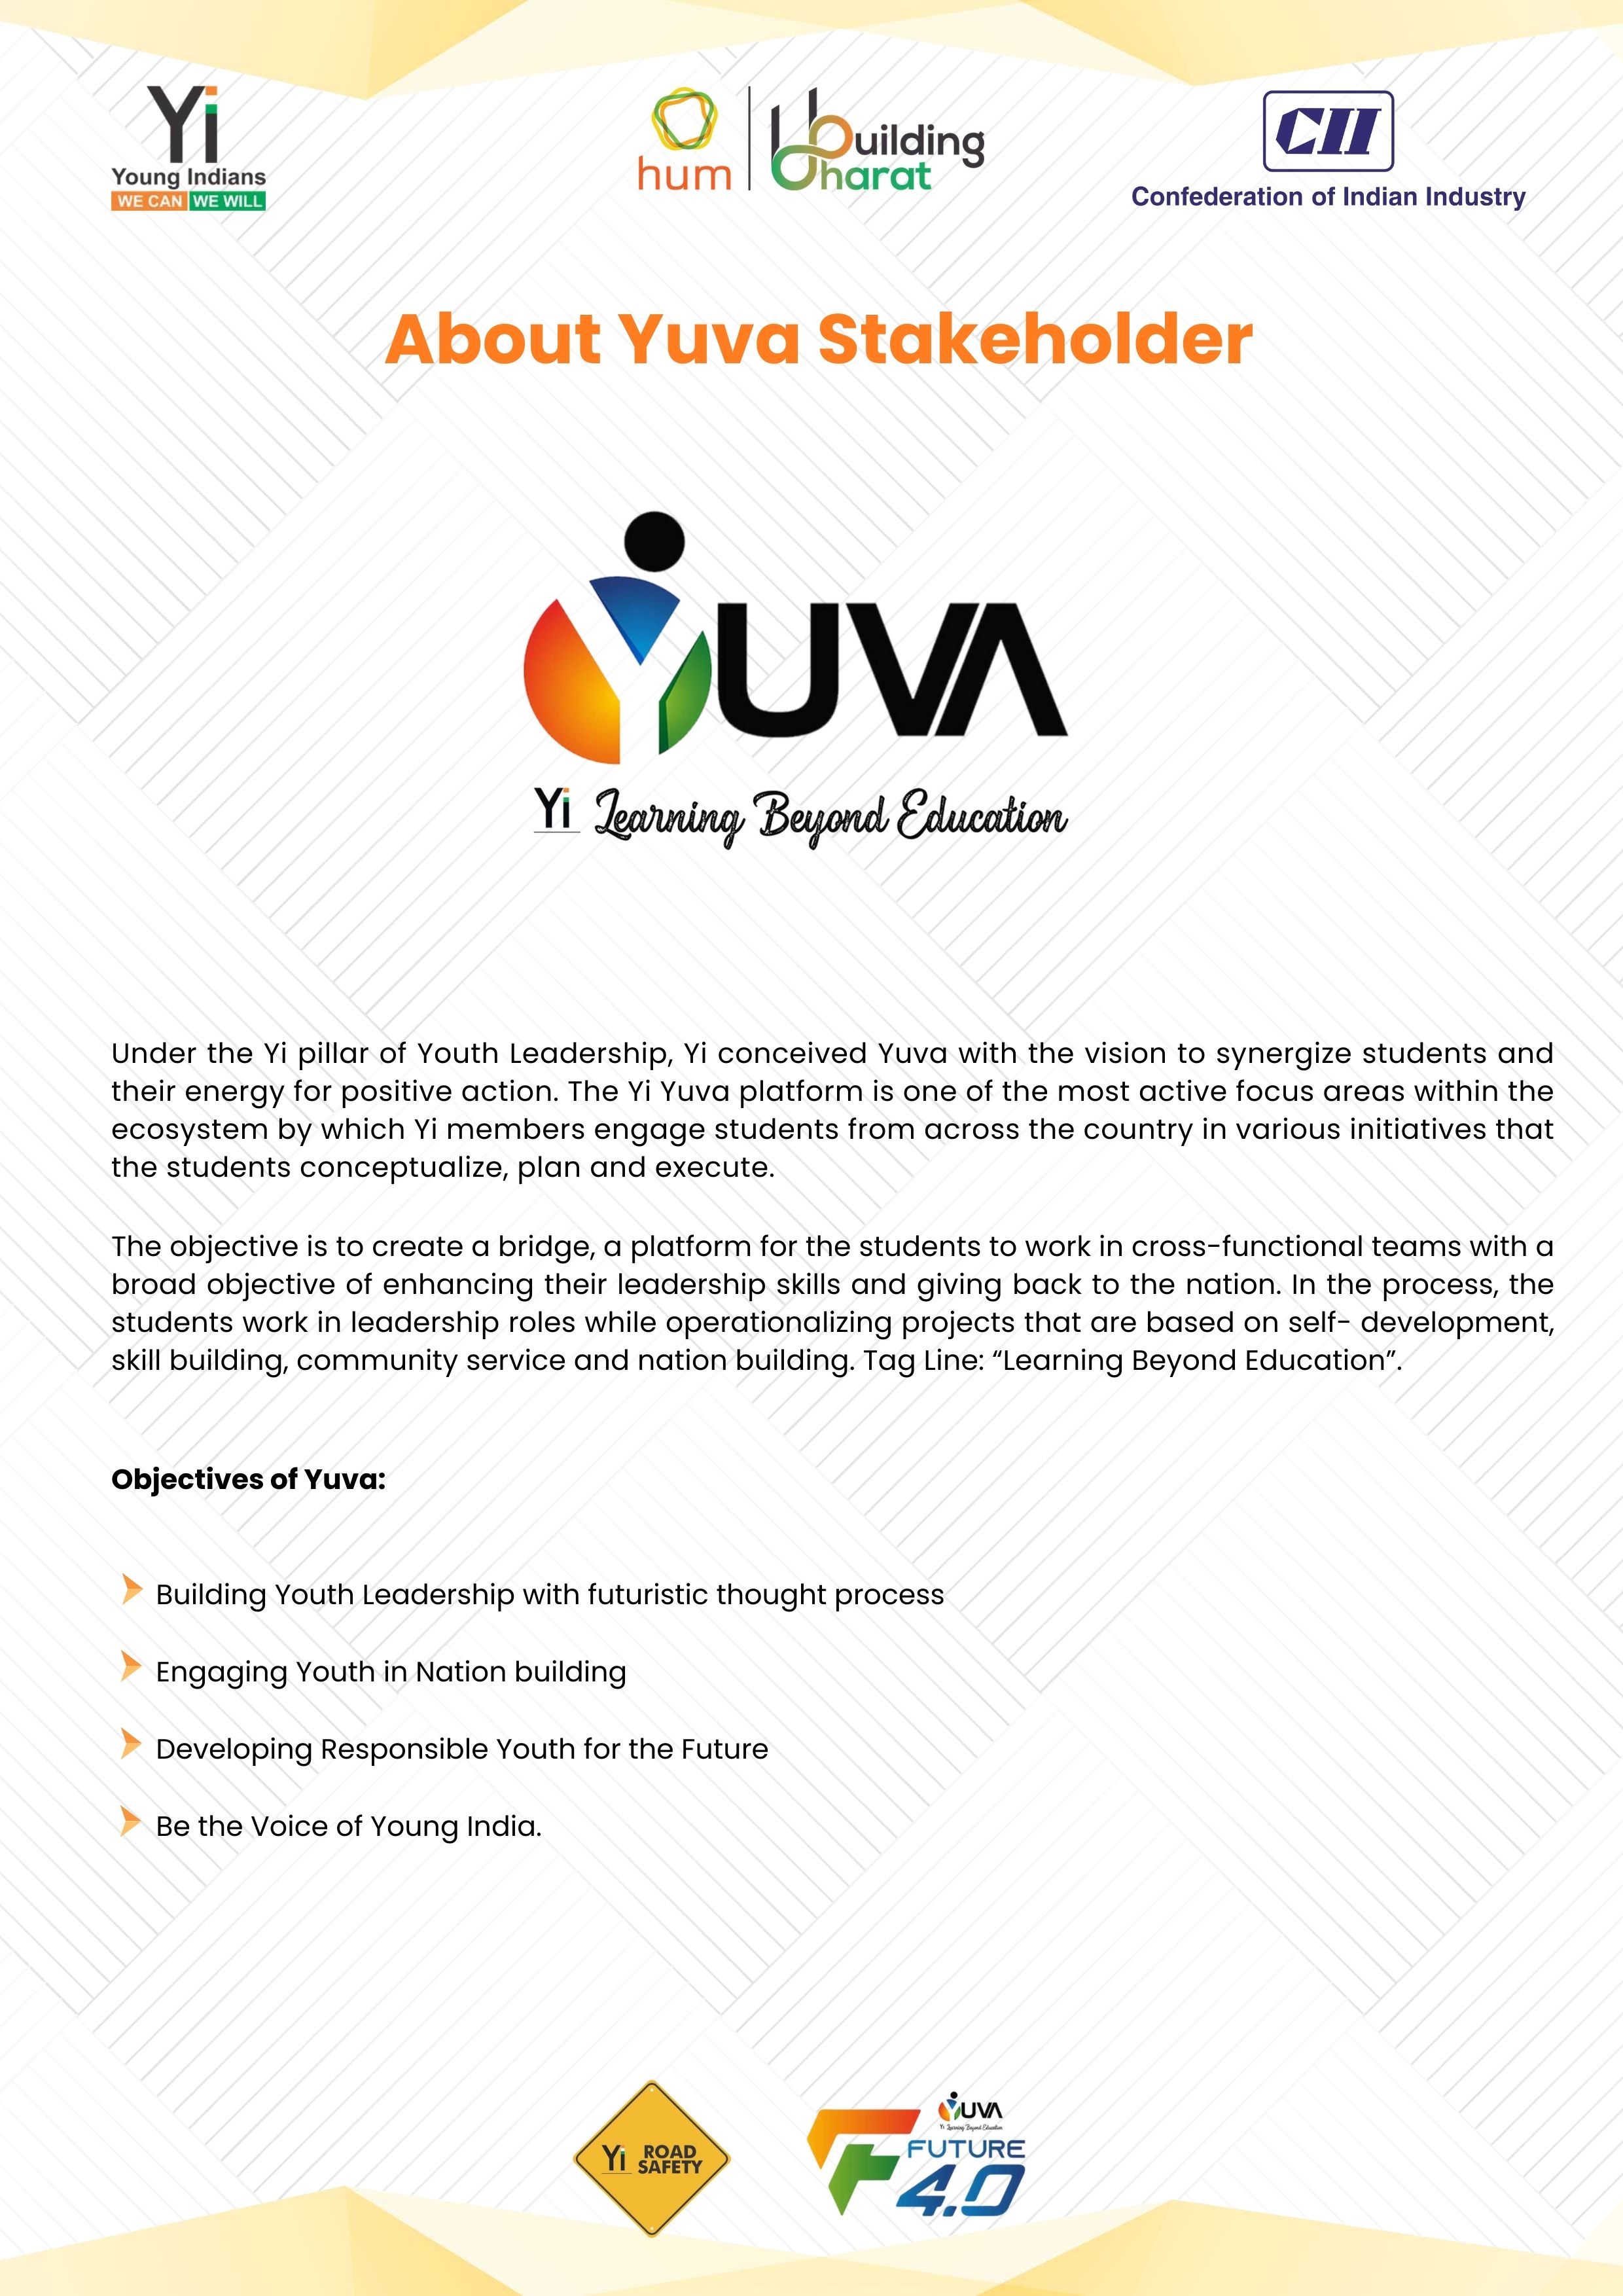 Yi
Young Indians
WE CAN WE WILL
hum
Building
Bharat
CII
Confederation of Indian Industry
About Yuva Stakeholder
YUVA
Yi Learning Beyond Education
Under the Yi pillar of Youth Leadership, Yi conceived Yuva with the vision to synergize students and
their energy for positive action. The Yi Yuva platform is one of the most active focus areas within the
ecosystem by which Yi members engage students from across the country in various initiatives that
the students conceptualize, plan and execute.
The objective is to create a bridge, a platform for the students to work in cross-functional teams with a
broad objective of enhancing their leadership skills and giving back to the nation. In the process, the
students work in leadership roles while operationalizing projects that are based on self- development,
skill building, community service and nation building. Tag Line: “Learning Beyond Education”.
Objectives of Yuva:
Building Youth Leadership with futuristic thought process
Engaging Youth in Nation building
Developing Responsible Youth for the Future
Be the Voice of Young India.
Yi ROAD
SAFETY
YUVA
Yi Learning Beyond Education
FUTURE
4.0